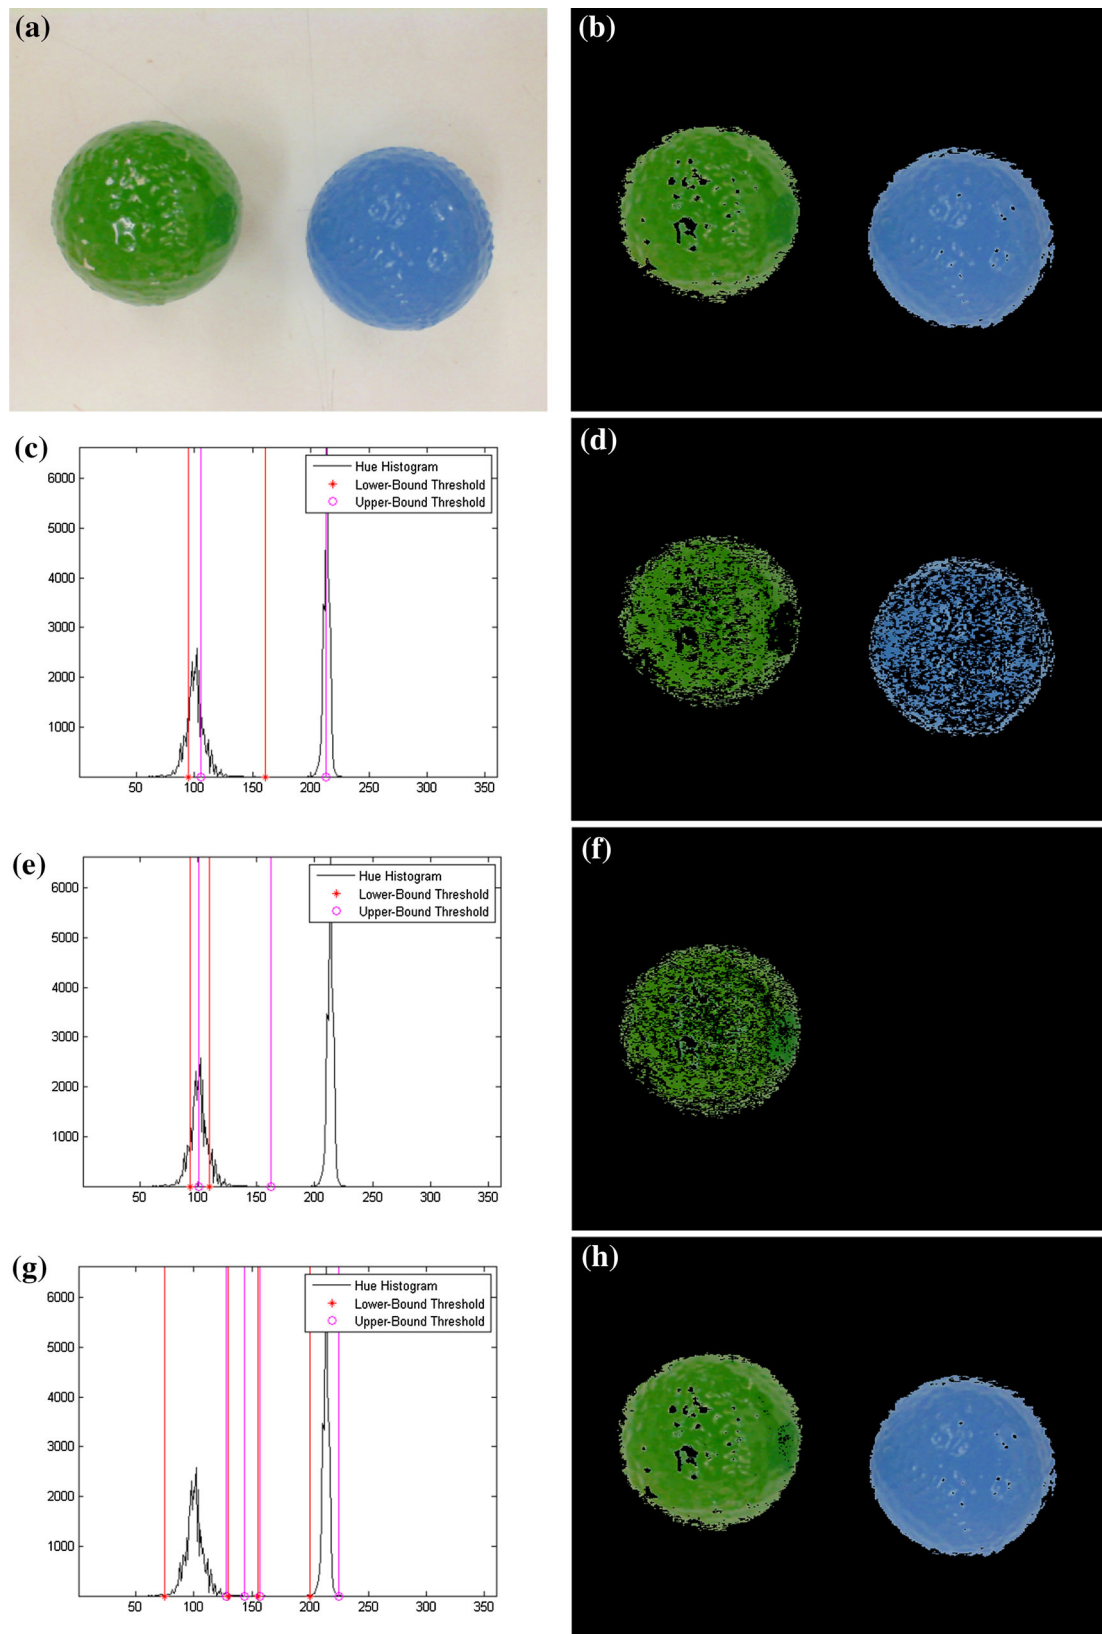 (a)
(b)
(c)
6000
5000
4000
3000
2000
1000
50 100 150 200 250 300 350
Hue Histogram
Lower-Bound Threshold
Upper-Bound Threshold
(d)
(e)
6000
5000
4000
3000
2000
1000
50 100 150 200 250 300 350
Hue Histogram
Lower-Bound Threshold
Upper-Bound Threshold
(f)
(g)
6000
5000
4000
3000
2000
1000
50 100 150 200 250 300 350
Hue Histogram
Lower-Bound Threshold
Upper-Bound Threshold
(h)